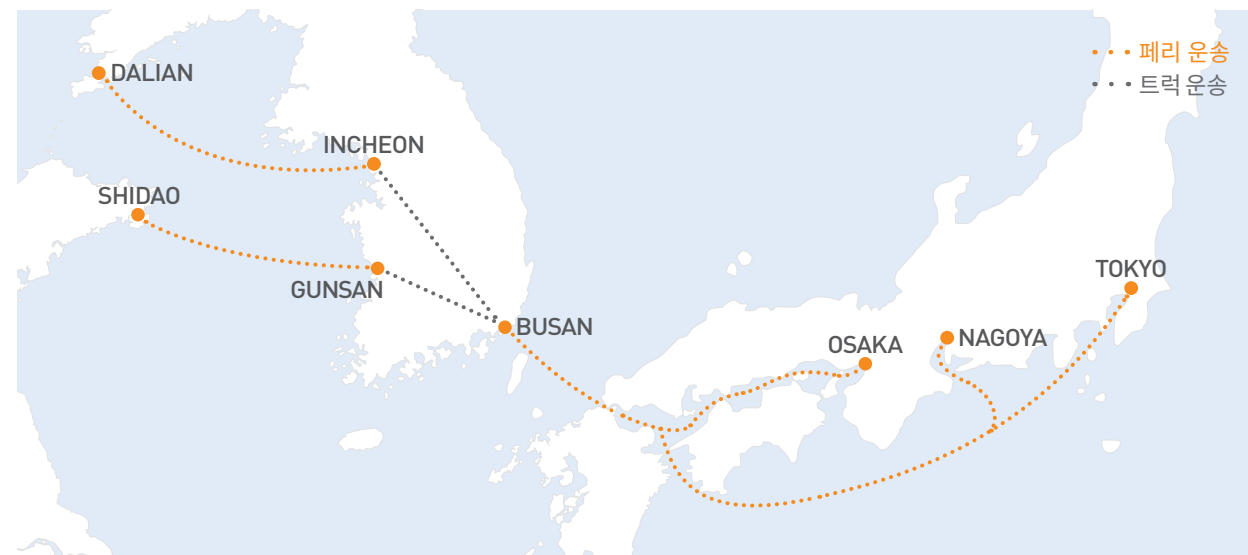 페리 운송
트럭 운송
DALIAN
INCHEON
SHIDAO
GUNSAN
BUSAN
TOKYO
OSAKA
NAGOYA